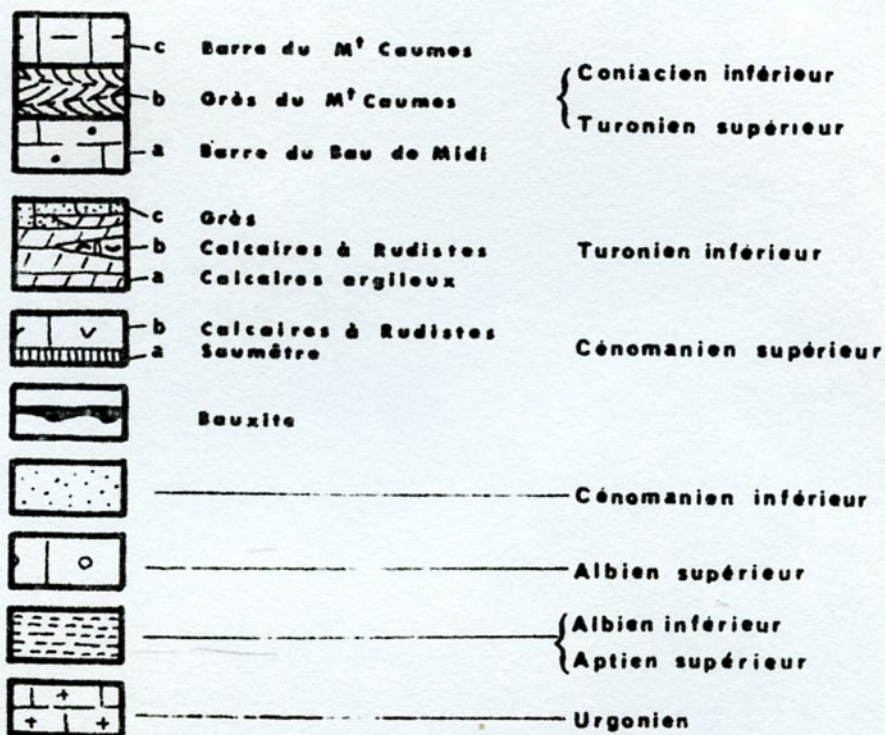 c Barre du Mt Caumes
b Grès du Mt Caumes
Coniacien inférieur
Turonien supérieur
a Barre du Bau de Midi
c Grès
b Calcaires à Rudistes
Turonien inférieur
a Calcaires argileux
b Calcaires à Rudistes
a Saumâtre
Cénomanien supérieur
Bauxite
Cénomanien inférieur
Albien supérieur
Albien inférieur
Aptien supérieur
Urgonien